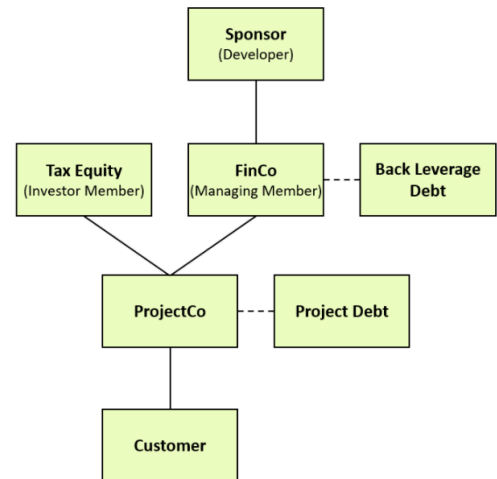 Sponsor
(Developer)
Tax Equity
(Investor Member)
FinCo
(Managing Member)
Back Leverage
Debt
ProjectCo
Project Debt
Customer